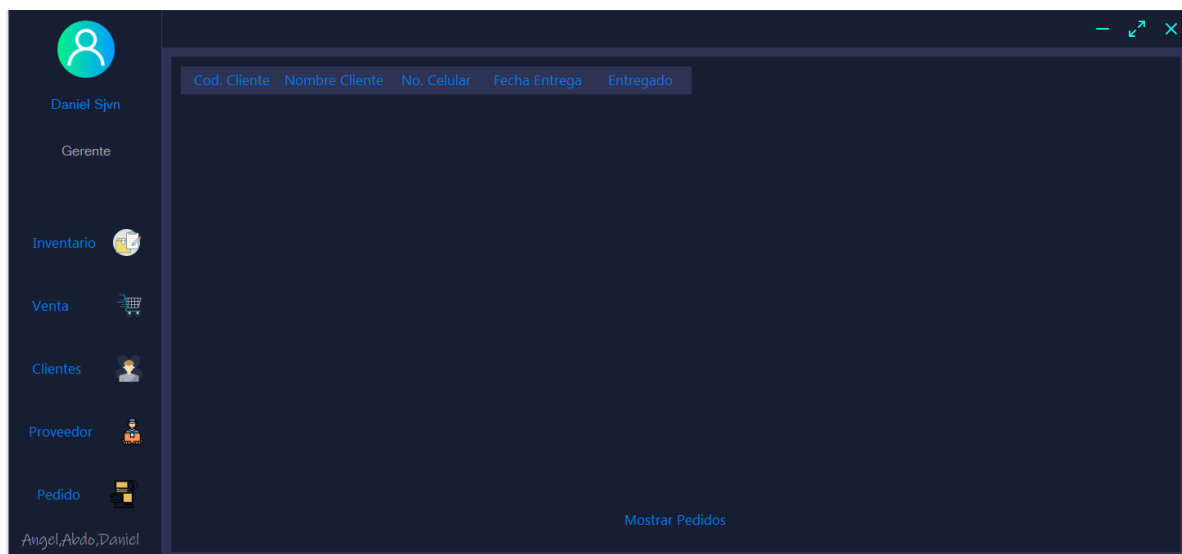 Daniel Sjvn
Gerente
Inventario
Venta
Clientes
Proveedor
Pedido
Angel,Abdo,Daniel
Cod. Cliente Nombre Cliente No. Celular Fecha Entrega Entregado
Mostrar Pedidos